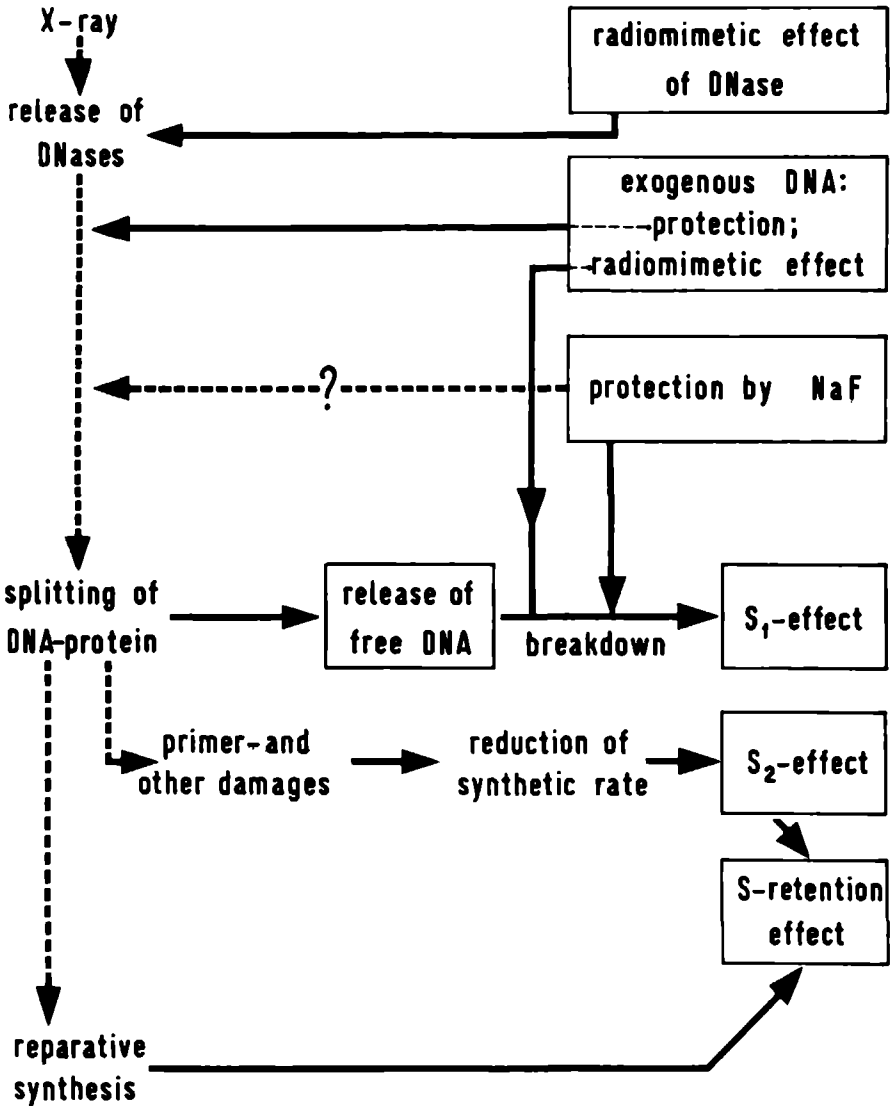 X-ray
release of
DNases
radiomimetic effect
of DNase
exogenous DNA:
protection;
radiomimetic effect
?
protection by NaF
splitting of
DNA-protein
release of
free DNA
breakdown
S₁-effect
primer-and
other damages
reduction of
synthetic rate
S₂-effect
S-retention
effect
reparative
synthesis